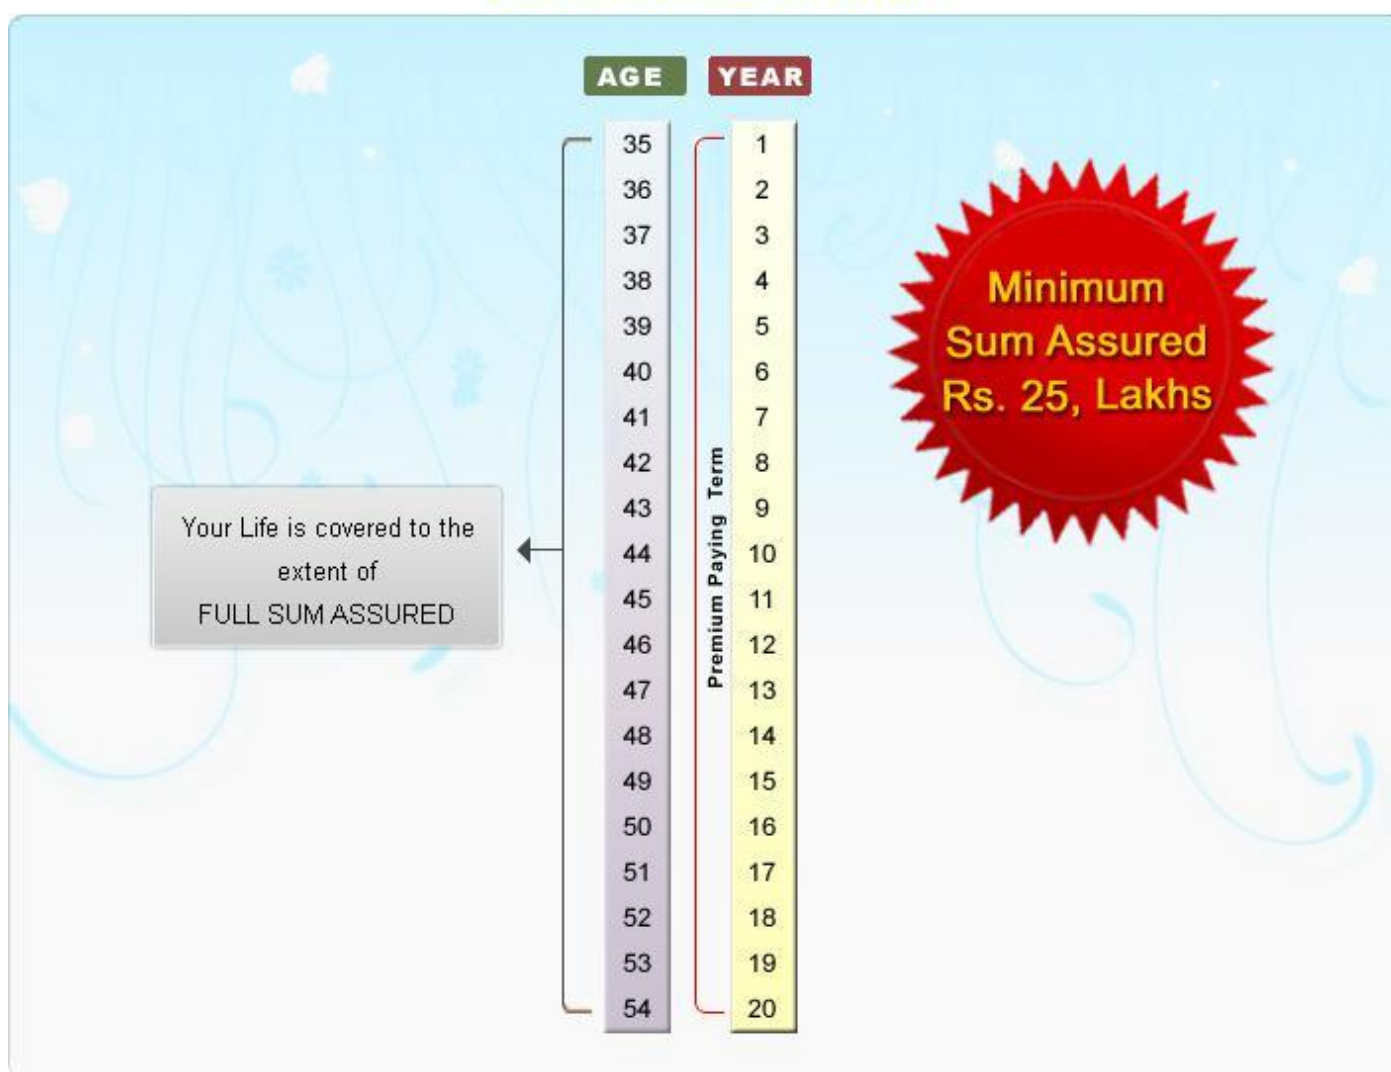 AGE YEAR
35 1
36 2
37 3
38 4
39 5
40 6
41 7
42 8
43 9
44 10
45 11
46 12
47 13
48 14
49 15
50 16
51 17
52 18
53 19
54 20
Premium Paying Term
Your Life is covered to the
extent of
FULL SUM ASSURED
Minimum
Sum Assured
Rs. 25, Lakhs